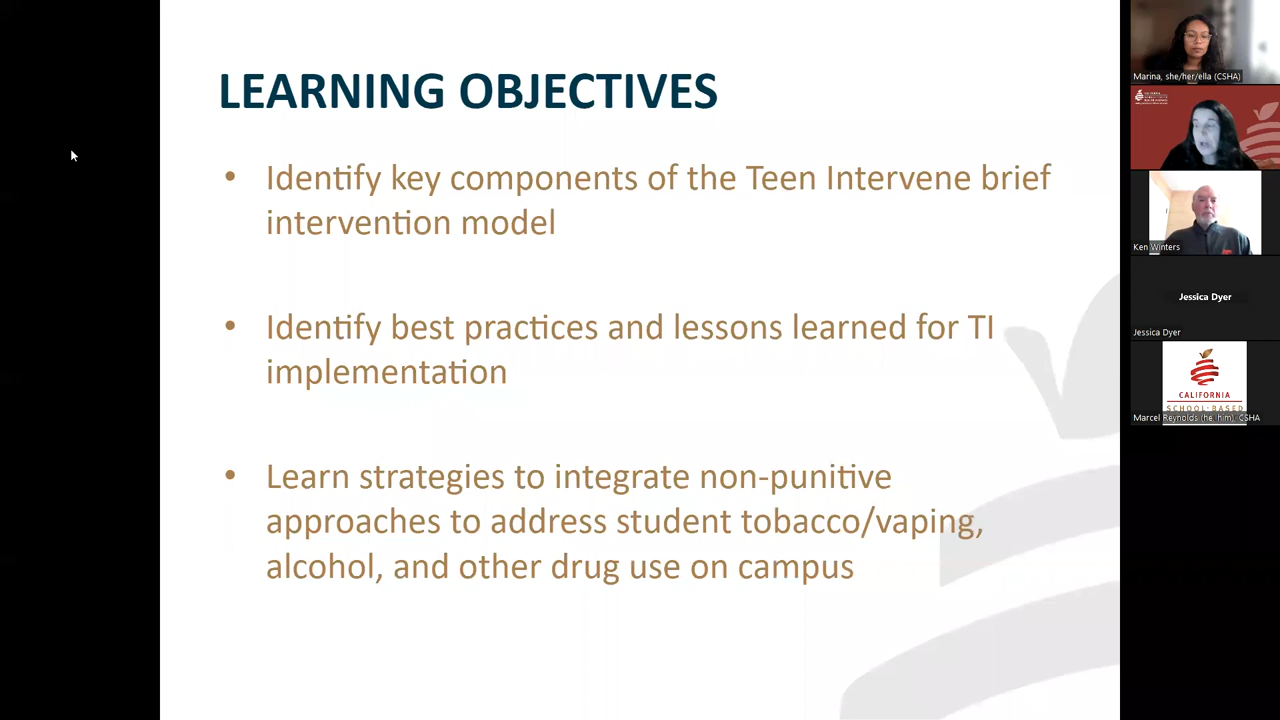 LEARNING OBJECTIVES
• Identify key components of the Teen Intervene brief
intervention model
• Identify best practices and lessons learned for TI
implementation
• Learn strategies to integrate non-punitive
approaches to address student tobacco/vaping,
alcohol, and other drug use on campus
Marina, she/her/ella (CSHA)
Ken Winters
Jessica Dyer
Jessica Dyer
CALIFORNIA
SCHOOL-BASED
Marcel Reynolds (he, him), CSHA